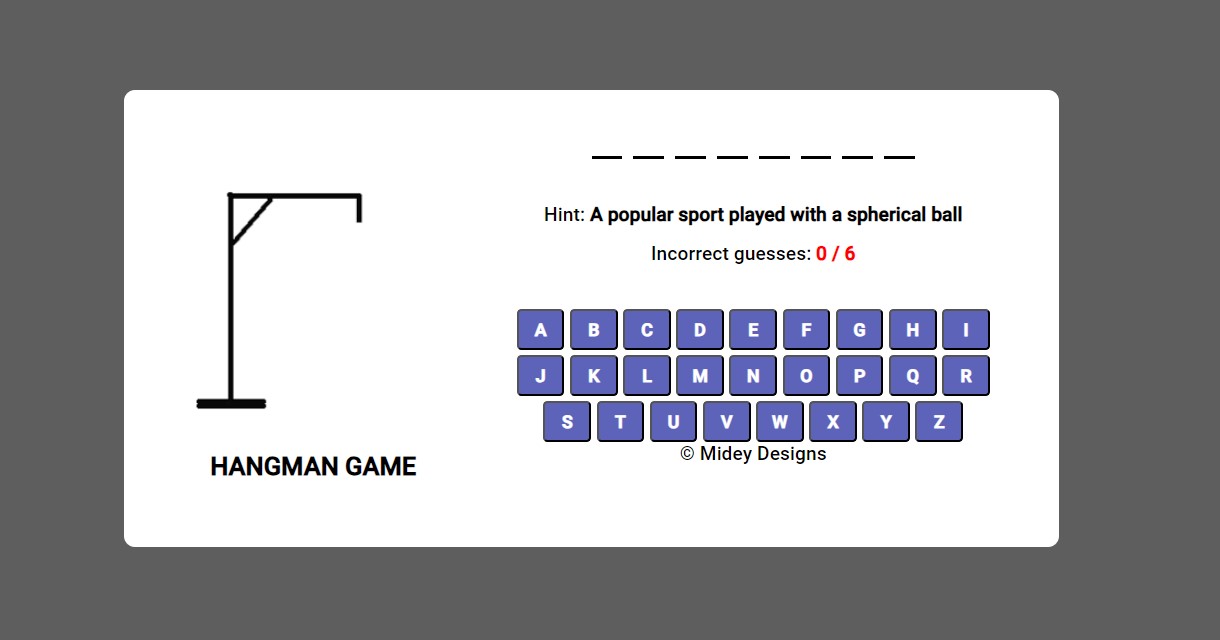 Hint: A popular sport played with a spherical ball
Incorrect guesses: 0 / 6
A B C D E F G H I
J K L M N O P Q R
S T U V W X Y Z
© Midey Designs
HANGMAN GAME